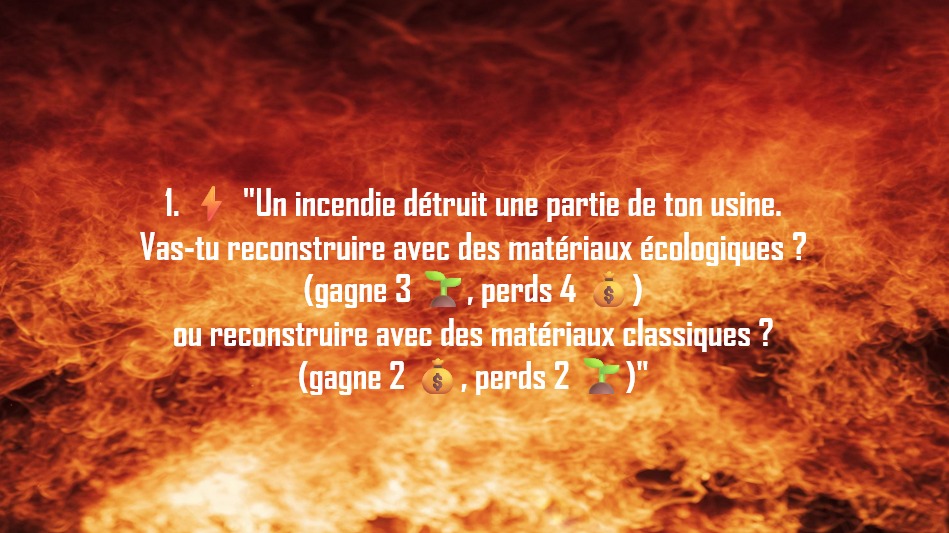 1. ⚡ "Un incendie détruit une partie de ton usine.
Vas-tu reconstruire avec des matériaux écologiques ?
(gagne 3 🌱, perds 4 💰)
ou reconstruire avec des matériaux classiques ?
(gagne 2 💰, perds 2 🌱)"